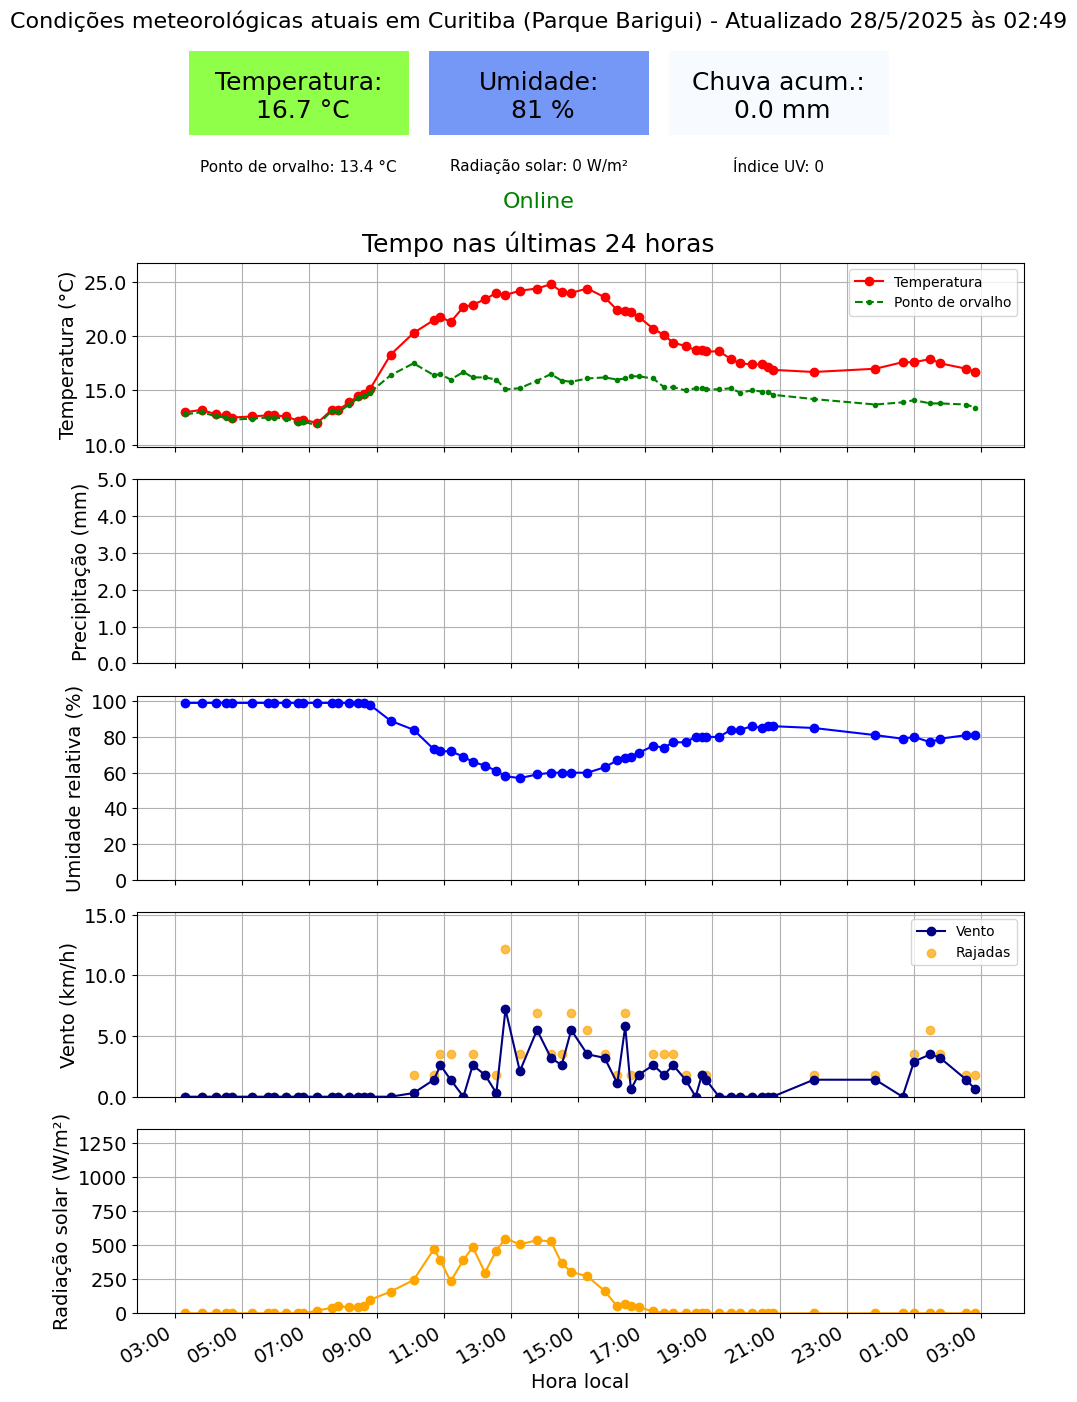 Condições meteorológicas atuais em Curitiba (Parque Barigui) - Atualizado 28/5/2025 às 02:49
Temperatura:
16.7 °C
Umidade:
81 %
Chuva acum.:
0.0 mm
Ponto de orvalho: 13.4 °C
Radiação solar: 0 W/m²
Índice UV: 0
Online
Tempo nas últimas 24 horas
Temperatura (°C)
25.0
20.0
15.0
10.0
Temperatura
Ponto de orvalho
Precipitação (mm)
5.0
4.0
3.0
2.0
1.0
0.0
Umidade relativa (%)
100
80
60
40
20
0
Vento (km/h)
15.0
10.0
5.0
0.0
Vento
Rajadas
Radiação solar (W/m²)
1250
1000
750
500
250
0
03:00 05:00 07:00 09:00 11:00 13:00 15:00 17:00 19:00 21:00 23:00 01:00 03:00
Hora local